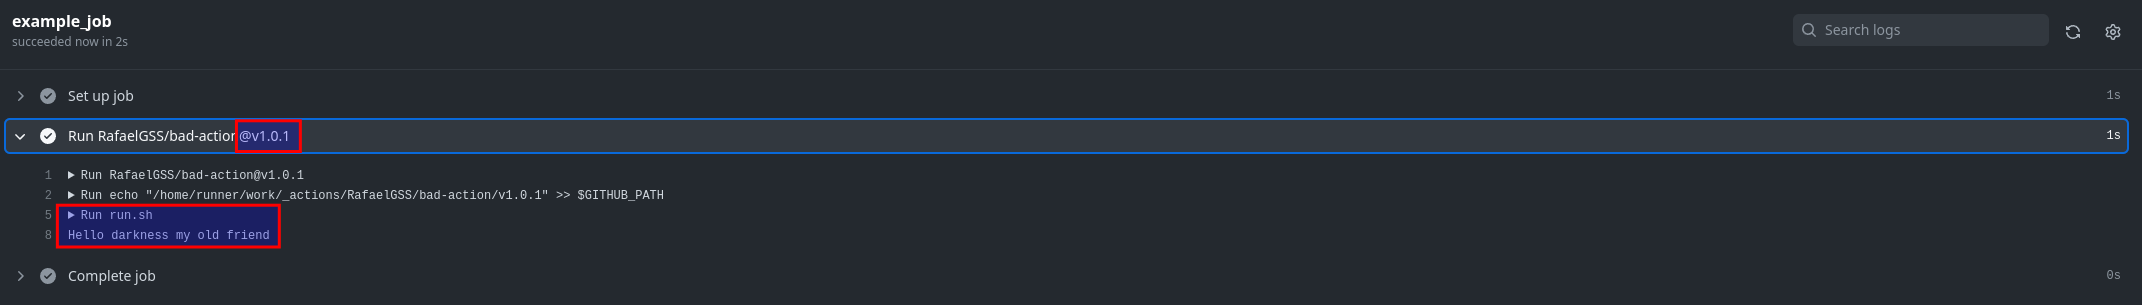 example_job
succeeded now in 2s
Search logs
Set up job 1s
Run RafaelGSS/bad-action@v1.0.1 1s
1 Run RafaelGSS/bad-action@v1.0.1
2 Run echo "/home/runner/work/_actions/RafaelGSS/bad-action/v1.0.1" >> $GITHUB_PATH
5 Run run.sh
8 Hello darkness my old friend
Complete job 0s